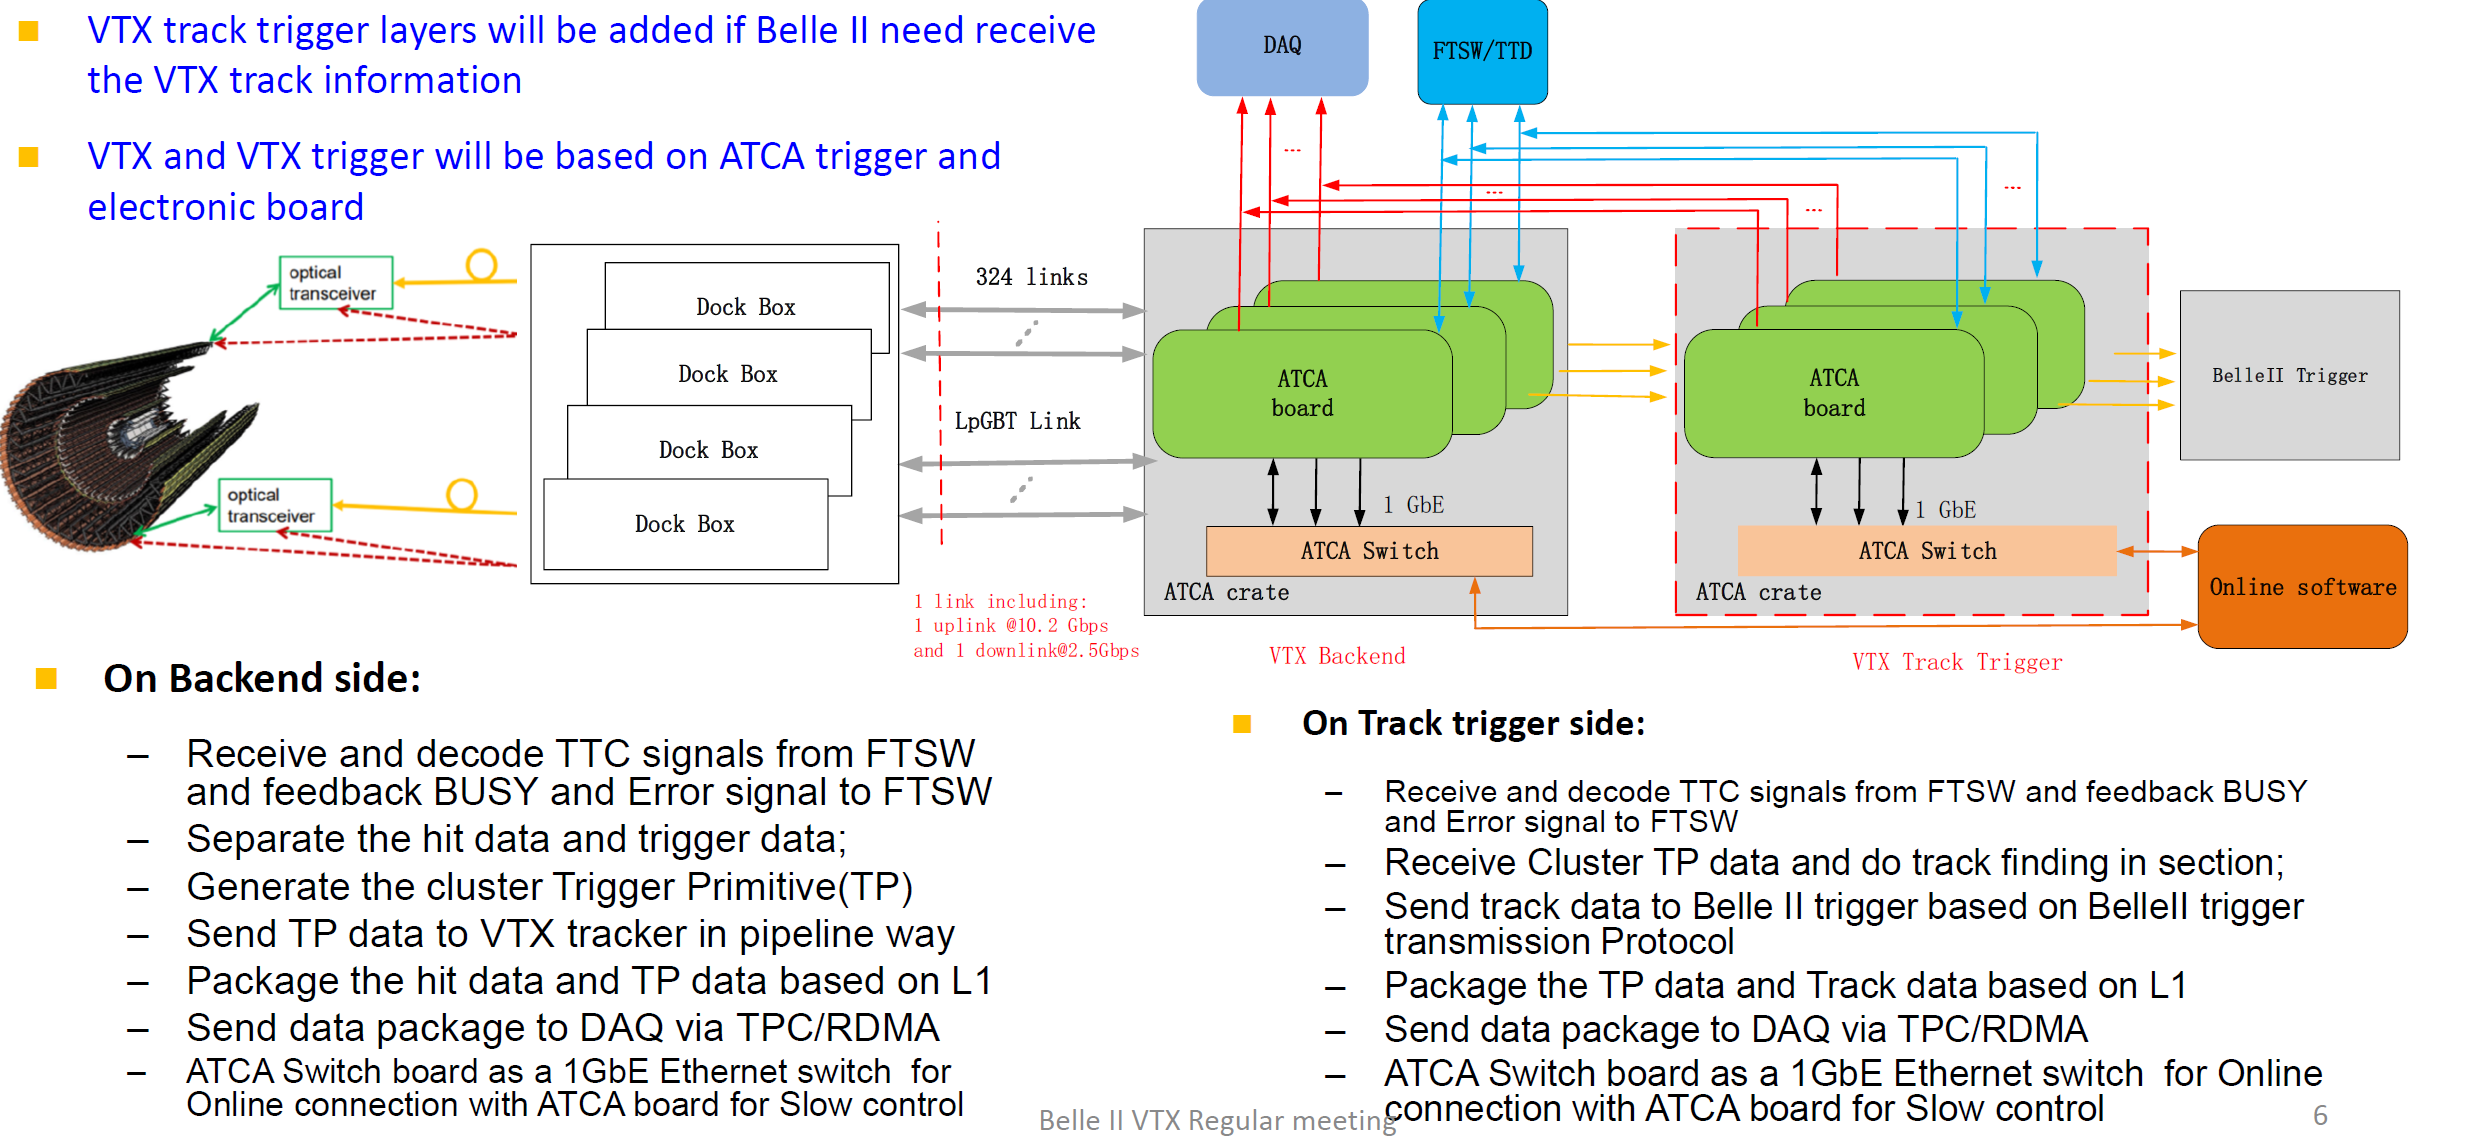 VTX track trigger layers will be added if Belle II need receive
the VTX track information
VTX and VTX trigger will be based on ATCA trigger and
electronic board
DAQ
FTSW/TTD
...
...
...
...
optical
transceiver
optical
transceiver
Dock Box
Dock Box
Dock Box
Dock Box
324 links
LpGBT Link
1 link including:
1 uplink @10.2 Gbps
and 1 downlink@2.5Gbps
ATCA
board
1 GbE
ATCA Switch
ATCA crate
VTX Backend
ATCA
board
1 GbE
ATCA Switch
ATCA crate
VTX Track Trigger
BelleII Trigger
Online software
On Backend side:
– Receive and decode TTC signals from FTSW
and feedback BUSY and Error signal to FTSW
– Separate the hit data and trigger data;
– Generate the cluster Trigger Primitive(TP)
– Send TP data to VTX tracker in pipeline way
– Package the hit data and TP data based on L1
– Send data package to DAQ via TPC/RDMA
– ATCA Switch board as a 1GbE Ethernet switch for
Online connection with ATCA board for Slow control
On Track trigger side:
– Receive and decode TTC signals from FTSW and feedback BUSY
and Error signal to FTSW
– Receive Cluster TP data and do track finding in section;
– Send track data to Belle II trigger based on BelleII trigger
transmission Protocol
– Package the TP data and Track data based on L1
– Send data package to DAQ via TPC/RDMA
– ATCA Switch board as a 1GbE Ethernet switch for Online
connection with ATCA board for Slow control
Belle II VTX Regular meeting
6